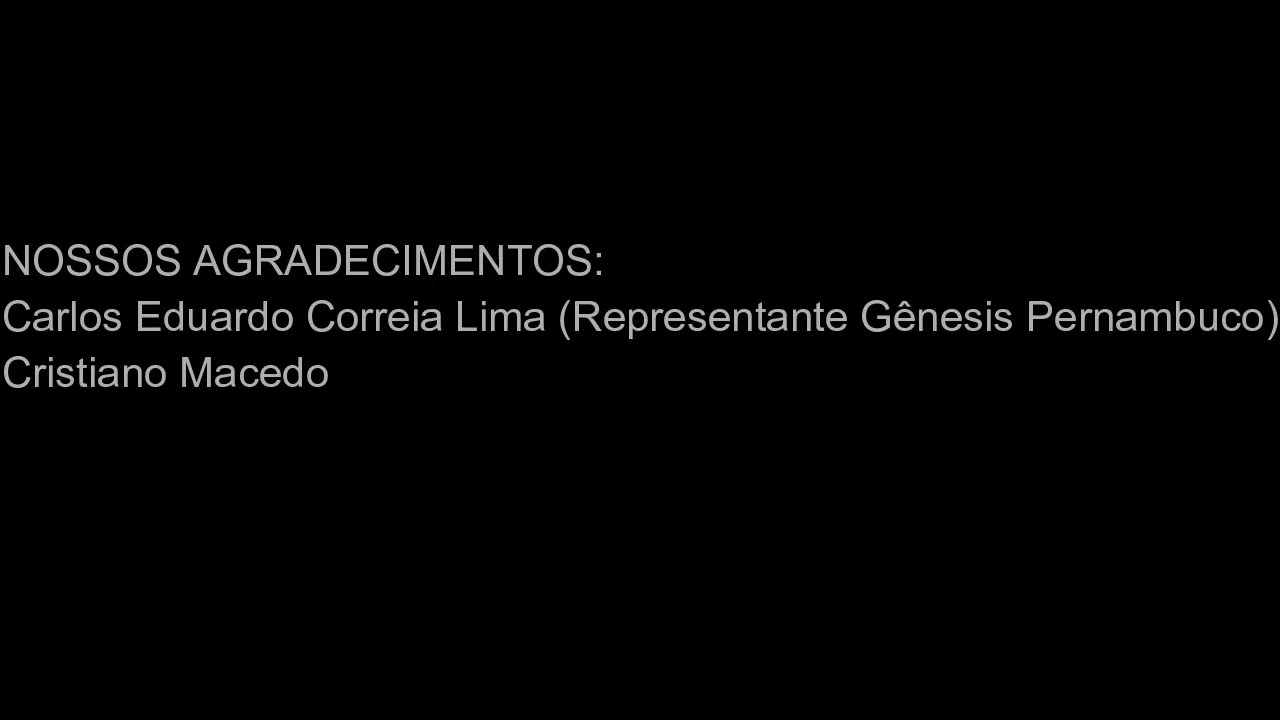 NOSSOS AGRADECIMENTOS:
Carlos Eduardo Correia Lima (Representante Gênesis Pernambuco)
Cristiano Macedo